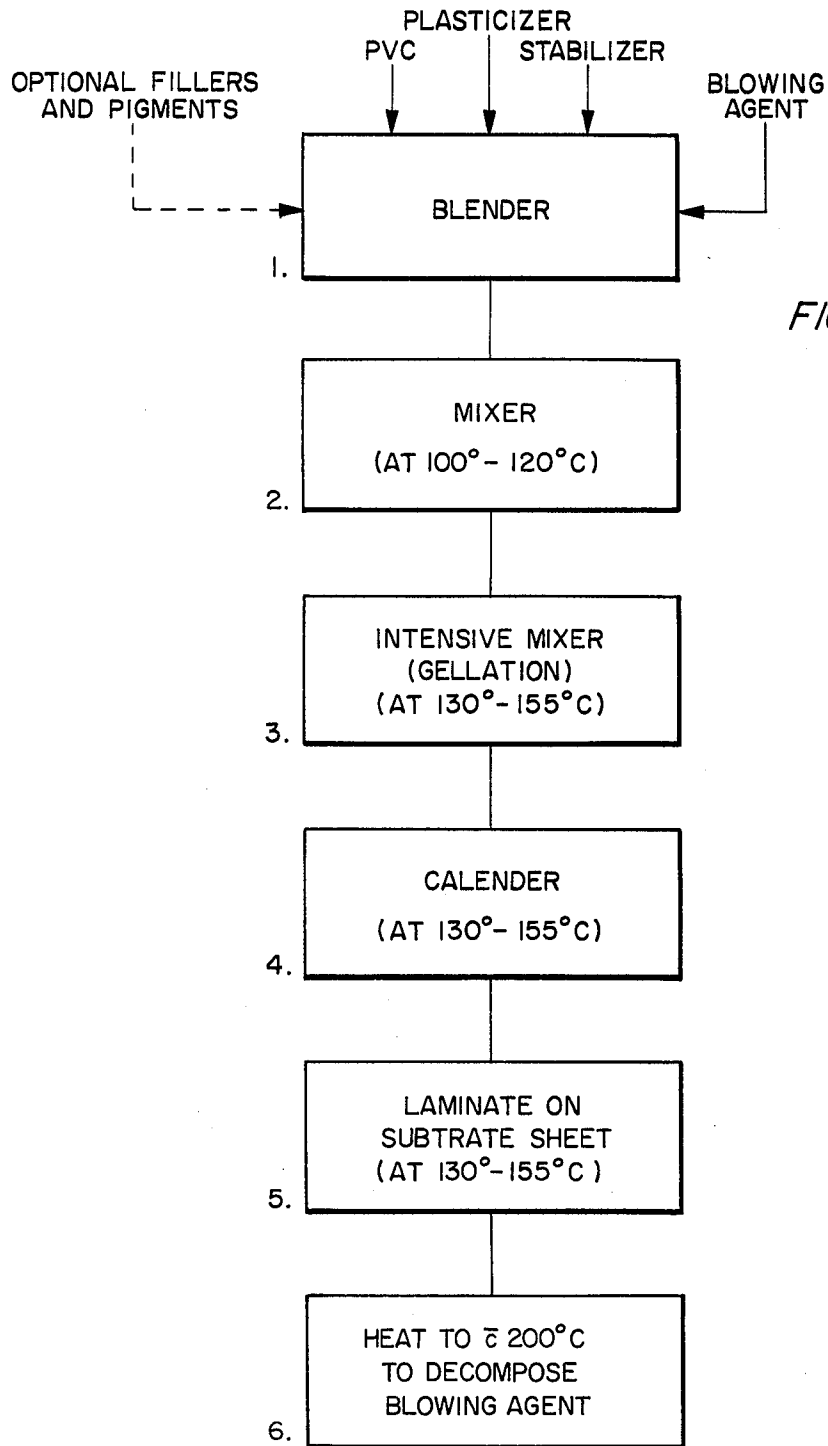 PLASTICIZER
PVC
STABILIZER
OPTIONAL FILLERS
AND PIGMENTS
BLOWING
AGENT
BLENDER
1.
MIXER
(AT 100°-120°C)
2.
INTENSIVE MIXER
(GELLATION)
(AT 130°-155°C)
3.
CALENDER
(AT 130°-155°C)
4.
LAMINATE ON
SUBTRATE SHEET
(AT 130°-155°C)
5.
HEAT TO c̄ 200°C
TO DECOMPOSE
BLOWING AGENT
6.